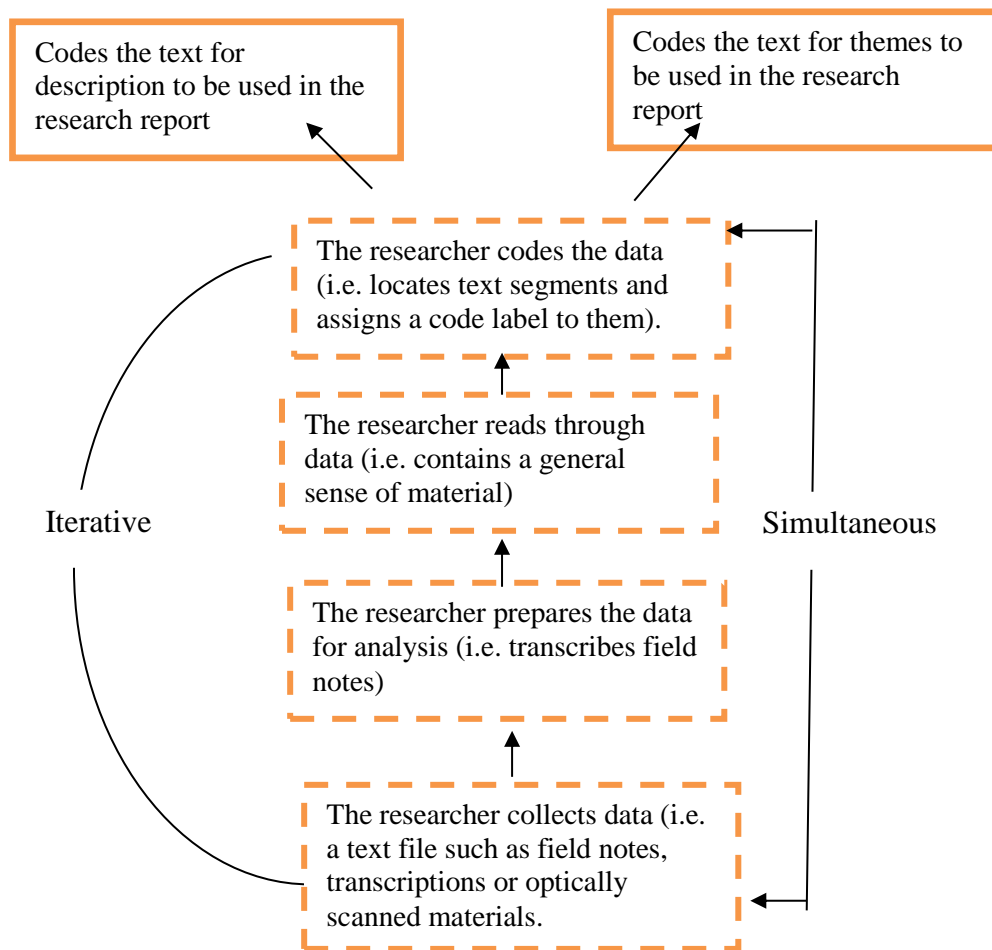 Codes the text for
description to be used in the
research report
Codes the text for themes to
be used in the research
report
The researcher codes the data
(i.e. locates text segments and
assigns a code label to them).
The researcher reads through
data (i.e. contains a general
sense of material)
Iterative
Simultaneous
The researcher prepares the data
for analysis (i.e. transcribes field
notes)
The researcher collects data (i.e.
a text file such as field notes,
transcriptions or optically
scanned materials.